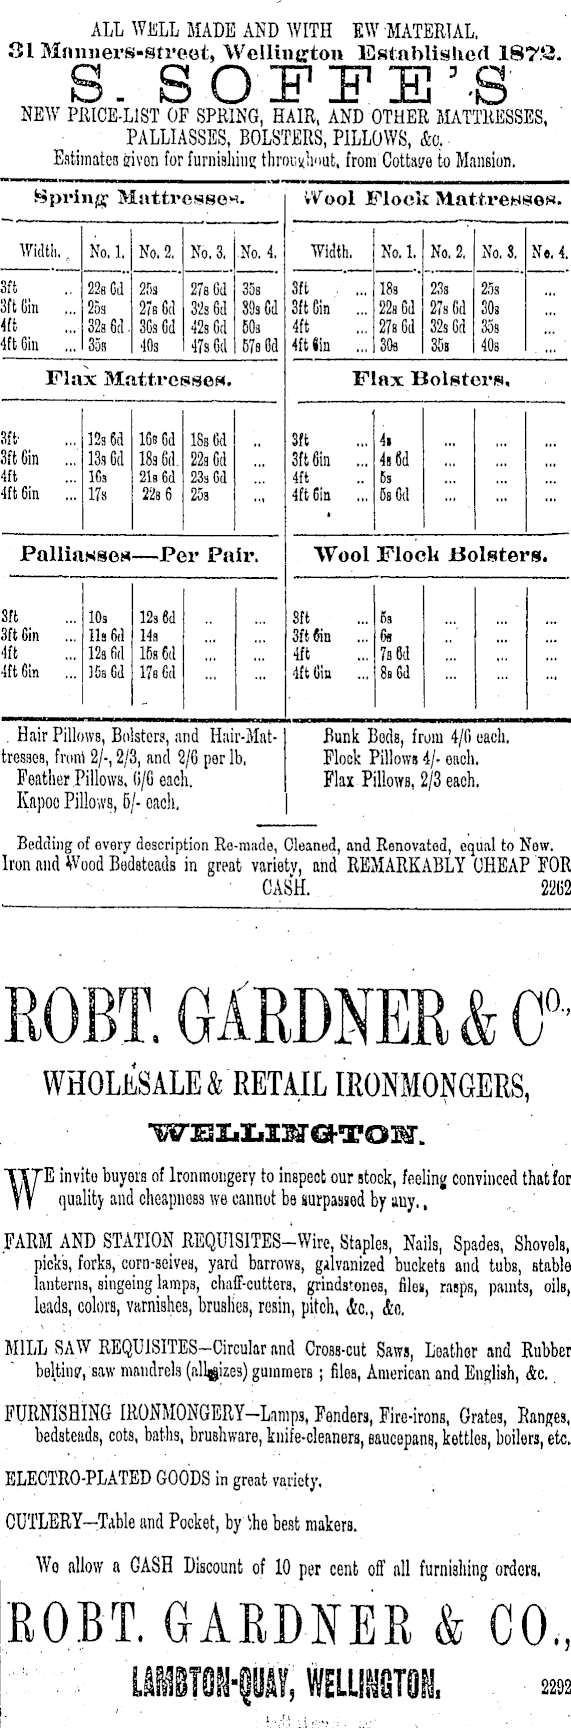 ALL WELL MADE AND WITH EW MATERIAL.
31 Manners-street, Wellington Established 1872.
S. SOFFE'S
NEW PRICE-LIST OF SPRING, HAIR, AND OTHER MATTRESSES,
PALLIASSES, BOLSTERS, PILLOWS, &c.
Estimates given for furnishing throughout, from Cottage to Mansion.
Spring Mattresses.
Width. No. 1. No. 2. No. 3. No. 4.
3ft .. 22s 6d 25s 27s 6d 35s
3ft 6in 25s 27s 6d 32s 6d 39s 6d
4ft .. 32s 6d 36s 6d 42s 6d 50s
4ft 6in 35s 40s 47s 6d 57s 6d
Wool Flock Mattresses.
Width. No. 1. No. 2. No. 3. No. 4.
3ft ... 18s 23s 25s ...
3ft 6in ... 22s 6d 27s 6d 30s ...
4ft ... 27s 6d 32s 6d 35s ...
4ft 6in ... 30s 35s 40s ...
Flax Mattresses.
3ft ... 12s 6d 16s 6d 18s 6d ..
3ft 6in ... 13s 6d 18s 6d 22s 6d ...
4ft ... 16s 21s 6d 23s 6d ...
4ft 6in ... 17s 22s 6 25s ...
Flax Bolsters.
3ft ... 4s ... ... ...
3ft 6in ... 4s 6d ... ... ...
4ft .. 5s ... ... ...
4ft 6in ... 5s 6d ... ... ...
Palliasses—Per Pair.
3ft ... 10s 12s 6d .. ...
3ft 6in ... 11s 6d 14s ... ...
4ft ... 12s 6d 15s 6d ... ...
4ft 6in ... 15s 6d 17s 6d ... ...
Wool Flock Bolsters.
3ft ... 5s ... ... ...
3ft 6in ... 6s .. ... ...
4ft ... 7s 6d ... ... ...
4ft 6in ... 8s 6d ... ... ...
Hair Pillows, Bolsters, and Hair-Mat-
tresses, from 2/-, 2/3, and 2/6 per lb.
Feather Pillows, 6/6 each.
Kapoc Pillows, 5/- each.
Bunk Beds, from 4/6 each.
Flock Pillows 4/- each.
Flax Pillows, 2/3 each.
Bedding of every description Re-made, Cleaned, and Renovated, equal to New.
Iron and Wood Bedsteads in great variety, and REMARKABLY CHEAP FOR
CASH. 2262
ROBT. GARDNER & CO.,
WHOLESALE & RETAIL IRONMONGERS,
WELLINGTON.
WE invite buyers of Ironmongery to inspect our stock, feeling convinced that for
quality and cheapness we cannot be surpassed by any.
FARM AND STATION REQUISITES—Wire, Staples, Nails, Spades, Shovels,
picks, forks, corn-seives, yard barrows, galvanized buckets and tubs, stable
lanterns, singeing lamps, chaff-cutters, grindstones, files, rasps, paints, oils,
leads, colors, varnishes, brushes, resin, pitch, &c., &c.
MILL SAW REQUISITES—Circular and Cross-cut Saws, Leather and Rubber
belting, saw mandrels (all sizes) gummers ; files, American and English, &c.
FURNISHING IRONMONGERY—Lamps, Fenders, Fire-irons, Grates, Ranges,
bedsteads, cots, baths, brushware, knife-cleaners, saucepans, kettles, boilers, etc.
ELECTRO-PLATED GOODS in great variety.
CUTLERY—Table and Pocket, by the best makers.
We allow a CASH Discount of 10 per cent off all furnishing orders.
ROBT. GARDNER & CO.,
LAMBTON-QUAY, WELLINGTON. 2292